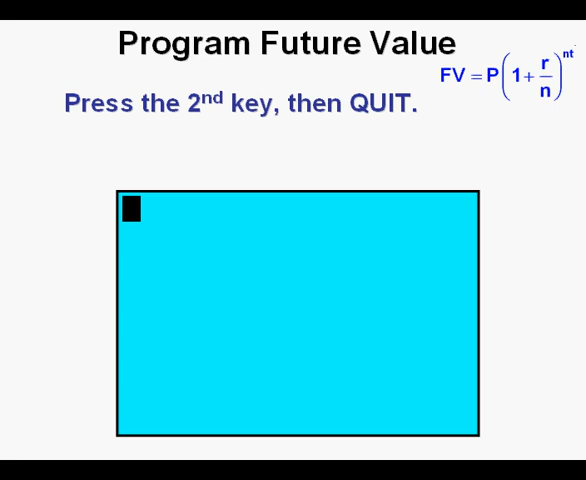 Program Future Value
FV = P(1 + r/n)^nt
Press the 2nd key, then QUIT.